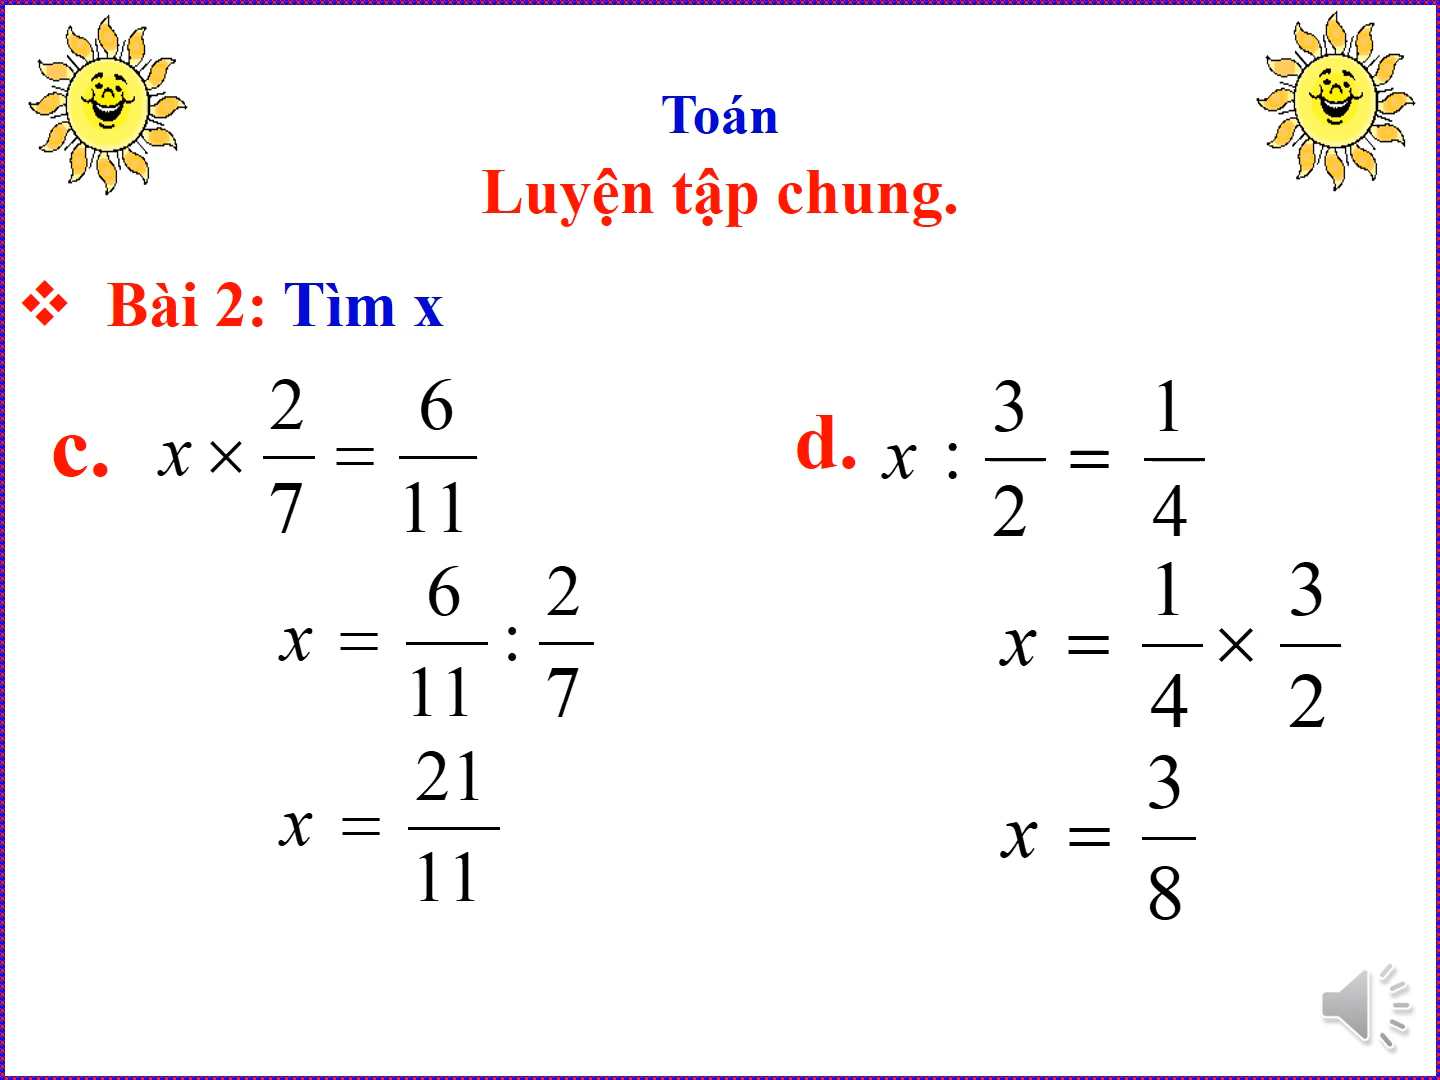 Toán
Luyện tập chung.
❖ Bài 2: Tìm x
c. x × 2/7 = 6/11
x = 6/11 : 2/7
x = 21/11
d. x : 3/2 = 1/4
x = 1/4 × 3/2
x = 3/8